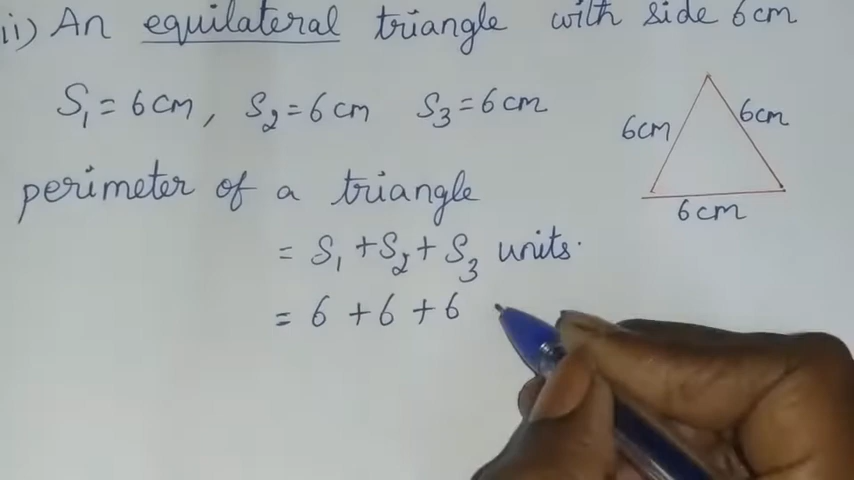 ii) An equilateral triangle with side 6cm
S₁ = 6cm, S₂ = 6cm S₃ = 6cm
6cm 6cm
6cm
perimeter of a triangle
= S₁ + S₂ + S₃ units.
= 6 + 6 + 6